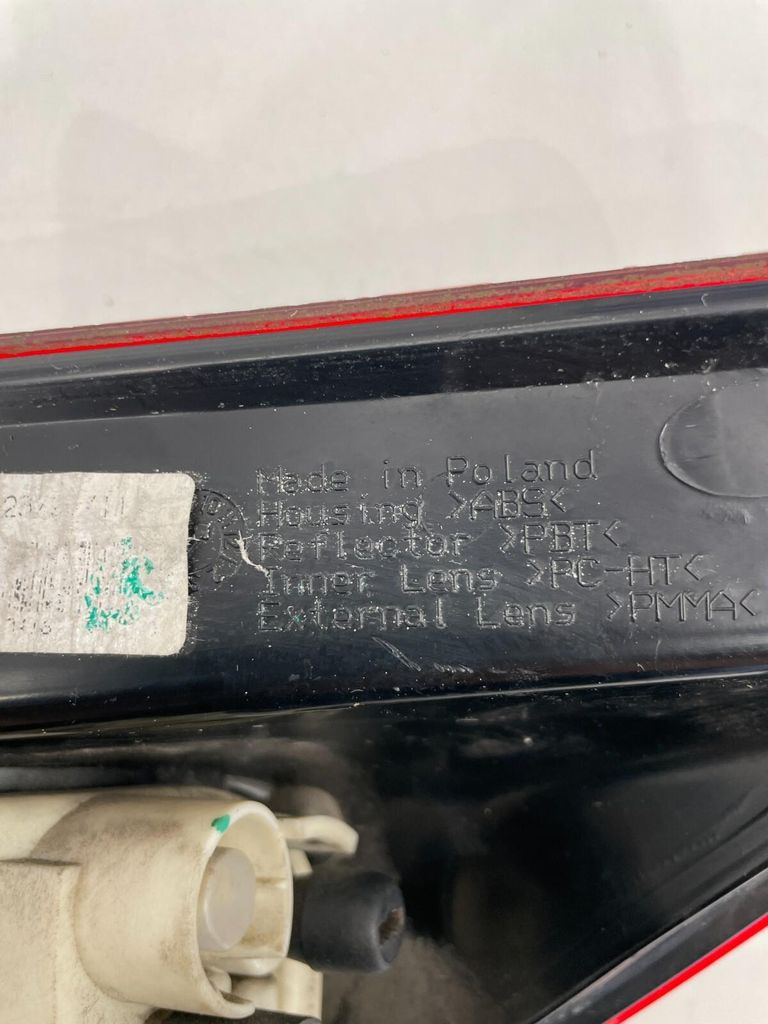 Made in Poland
Housing >ABS<
Reflector >PBT<
Inner Lens >PC-HT<
External Lens >PMMA<